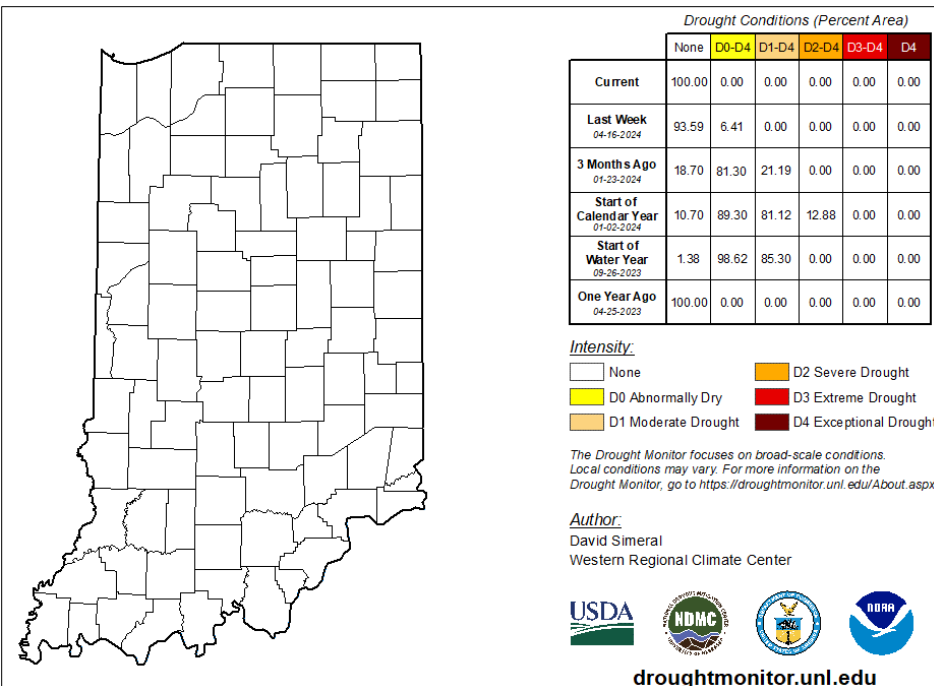 Drought Conditions (Percent Area)
None D0-D4 D1-D4 D2-D4 D3-D4 D4
Current 100.00 0.00 0.00 0.00 0.00 0.00
Last Week
04-16-2024
93.59 6.41 0.00 0.00 0.00 0.00
3 Months Ago
01-23-2024
18.70 81.30 21.19 0.00 0.00 0.00
Start of
Calendar Year
01-02-2024
10.70 89.30 81.12 12.88 0.00 0.00
Start of
Water Year
09-26-2023
1.38 98.62 85.30 0.00 0.00 0.00
One Year Ago
04-25-2023
100.00 0.00 0.00 0.00 0.00 0.00
Intensity:
None
D0 Abnormally Dry
D1 Moderate Drought
D2 Severe Drought
D3 Extreme Drought
D4 Exceptional Drought
The Drought Monitor focuses on broad-scale conditions.
Local conditions may vary. For more information on the
Drought Monitor, go to https://droughtmonitor.unl.edu/About.aspx
Author:
David Simeral
Western Regional Climate Center
USDA
NDMC
NOAA
droughtmonitor.unl.edu